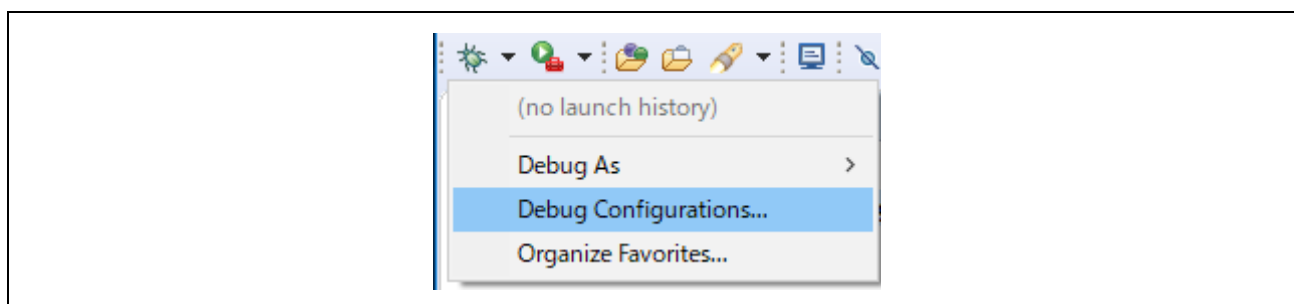 (no launch history)
Debug As
Debug Configurations...
Organize Favorites...